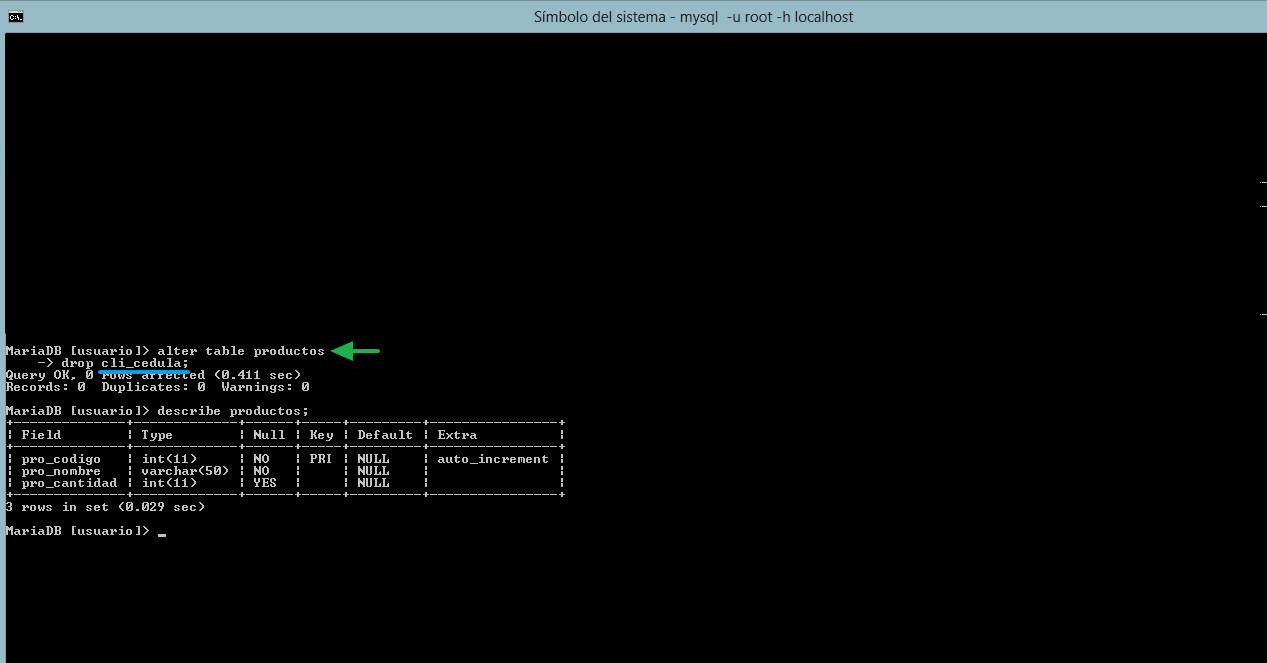 Símbolo del sistema - mysql  -u root -h localhost
MariaDB [usuario]> alter table productos
    -> drop cli_cedula;
Query OK, 0 rows affected (0.411 sec)
Records: 0  Duplicates: 0  Warnings: 0
MariaDB [usuario]> describe productos;
+--------------+-------------+------+-----+---------+----------------+
¦ Field        ¦ Type        ¦ Null ¦ Key ¦ Default ¦ Extra          ¦
+--------------+-------------+------+-----+---------+----------------+
¦ pro_codigo   ¦ int(11)     ¦ NO   ¦ PRI ¦ NULL    ¦ auto_increment ¦
¦ pro_nombre   ¦ varchar(50) ¦ NO   ¦     ¦ NULL    ¦                ¦
¦ pro_cantidad ¦ int(11)     ¦ YES  ¦     ¦ NULL    ¦                ¦
+--------------+-------------+------+-----+---------+----------------+
3 rows in set (0.029 sec)
MariaDB [usuario]> _